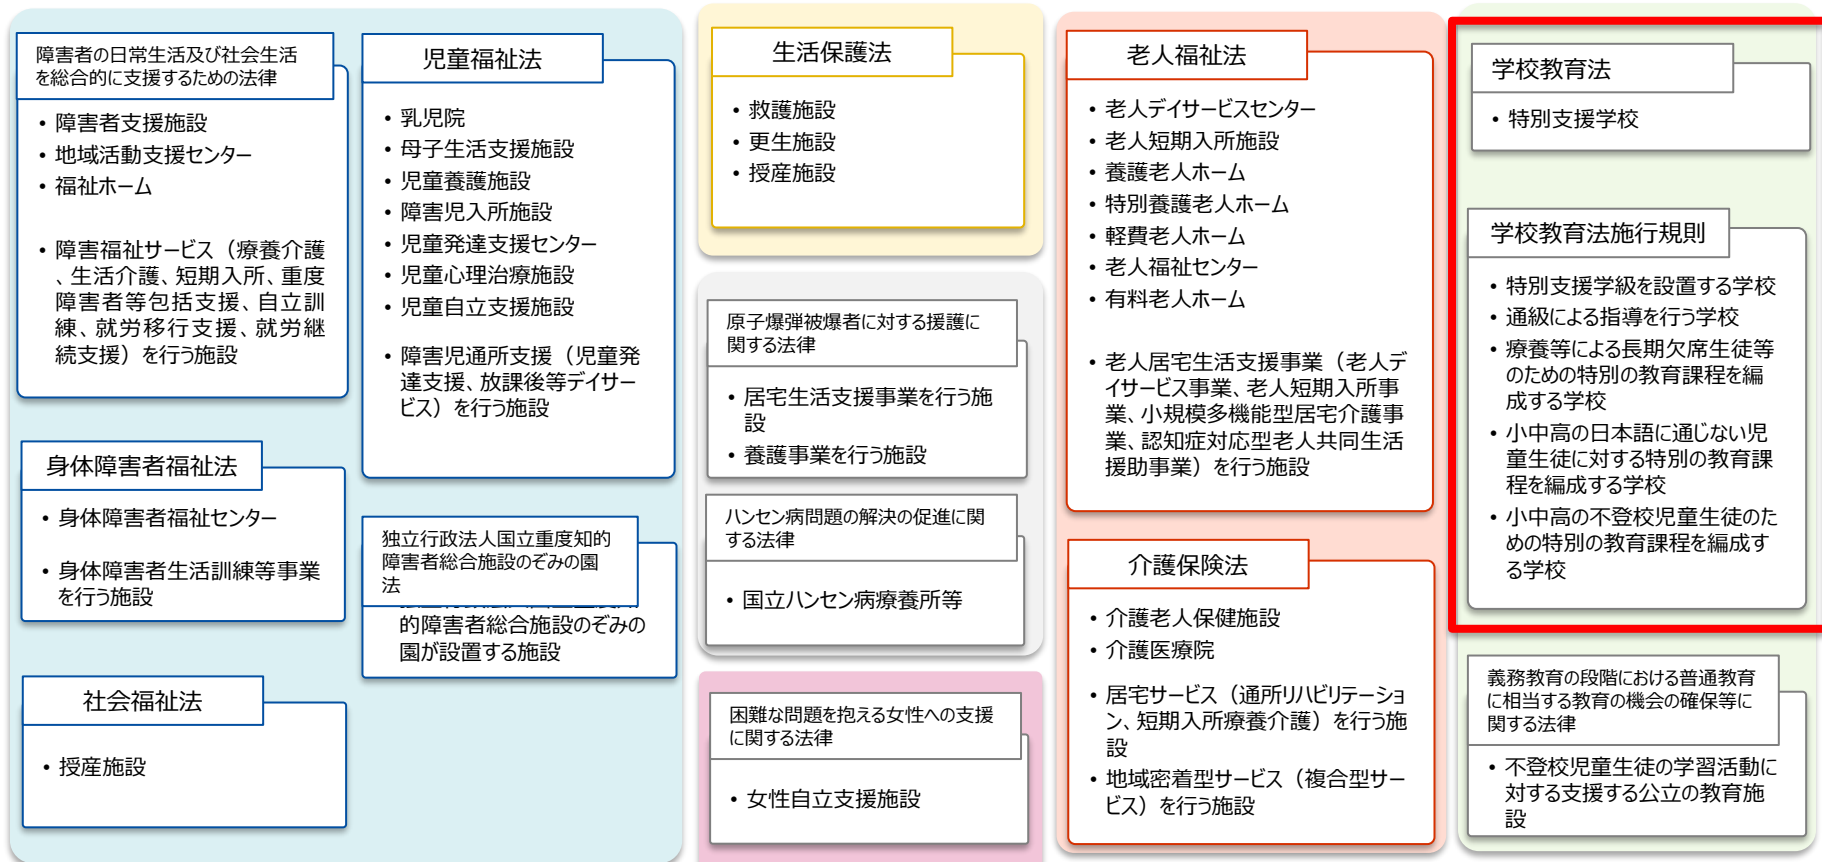 障害者の日常生活及び社会生活
を総合的に支援するための法律
• 障害者支援施設
• 地域活動支援センター
• 福祉ホーム
• 障害福祉サービス（療養介護
、生活介護、短期入所、重度
障害者等包括支援、自立訓
練、就労移行支援、就労継
続支援）を行う施設
身体障害者福祉法
• 身体障害者福祉センター
• 身体障害者生活訓練等事業
を行う施設
社会福祉法
• 授産施設
児童福祉法
• 乳児院
• 母子生活支援施設
• 児童養護施設
• 障害児入所施設
• 児童発達支援センター
• 児童心理治療施設
• 児童自立支援施設
• 障害児通所支援（児童発
達支援、放課後等デイサー
ビス）を行う施設
独立行政法人国立重度知的
障害者総合施設のぞみの園
法
的障害者総合施設のぞみの
園が設置する施設
生活保護法
• 救護施設
• 更生施設
• 授産施設
原子爆弾被爆者に対する援護に
関する法律
• 居宅生活支援事業を行う施
設
• 養護事業を行う施設
ハンセン病問題の解決の促進に関
する法律
• 国立ハンセン病療養所等
困難な問題を抱える女性への支援
に関する法律
• 女性自立支援施設
老人福祉法
• 老人デイサービスセンター
• 老人短期入所施設
• 養護老人ホーム
• 特別養護老人ホーム
• 軽費老人ホーム
• 老人福祉センター
• 有料老人ホーム
• 老人居宅生活支援事業（老人デ
イサービス事業、老人短期入所事
業、小規模多機能型居宅介護事
業、認知症対応型老人共同生活
援助事業）を行う施設
介護保険法
• 介護老人保健施設
• 介護医療院
• 居宅サービス（通所リハビリテーショ
ン、短期入所療養介護）を行う施
設
• 地域密着型サービス（複合型サー
ビス）を行う施設
学校教育法
• 特別支援学校
学校教育法施行規則
• 特別支援学級を設置する学校
• 通級による指導を行う学校
• 療養等による長期欠席生徒等
のための特別の教育課程を編
成する学校
• 小中高の日本語に通じない児
童生徒に対する特別の教育課
程を編成する学校
• 小中高の不登校児童生徒のた
めの特別の教育課程を編成す
る学校
義務教育の段階における普通教育
に相当する教育の機会の確保等に
関する法律
• 不登校児童生徒の学習活動に
対する支援する公立の教育施
設